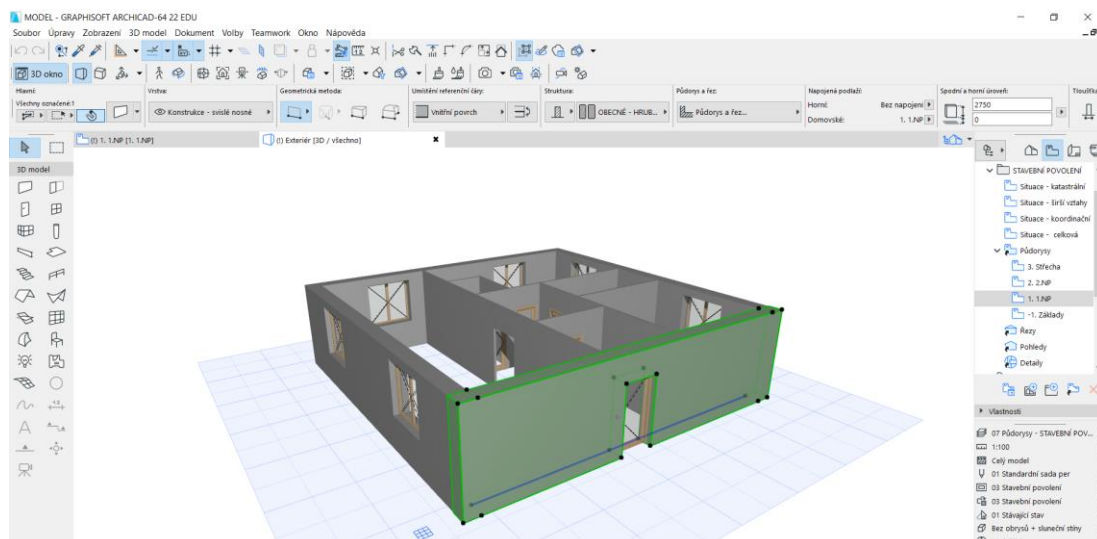 MODEL - GRAPHISOFT ARCHICAD-64 22 EDU
Soubor Úpravy Zobrazení 3D model Dokument Volby Teamwork Okno Nápověda
3D okno
Hlavní: Vrstva: Geometrická metoda: Umístění referenční čáry: Struktura: Půdorys a řez: Napojená podlaží: Spodní a horní úroveň: Tloušťka
Všechny označené:1
Konstrukce - svislé nosné
Vnitřní povrch
OBECNÉ - HRUB...
Půdorys a řez...
Horní: Bez napojení
Domovské: 1. 1.NP
2750
0
(!) 1. 1.NP [1. 1.NP]
(!) Exteriér [3D / všechno]
3D model
STAVEBNÍ POVOLENÍ
Situace - katastrální
Situace - širší vztahy
Situace - koordinační
Situace - celková
Půdorysy
3. Střecha
2. 2.NP
1. 1.NP
-1. Základy
Řezy
Pohledy
Detaily
Vlastnosti
07 Půdorysy - STAVEBNÍ POV...
1:100
Celý model
01 Standardní sada per
03 Stavební povolení
03 Stavební povolení
01 Stávající stav
Bez obrysů + sluneční stíny